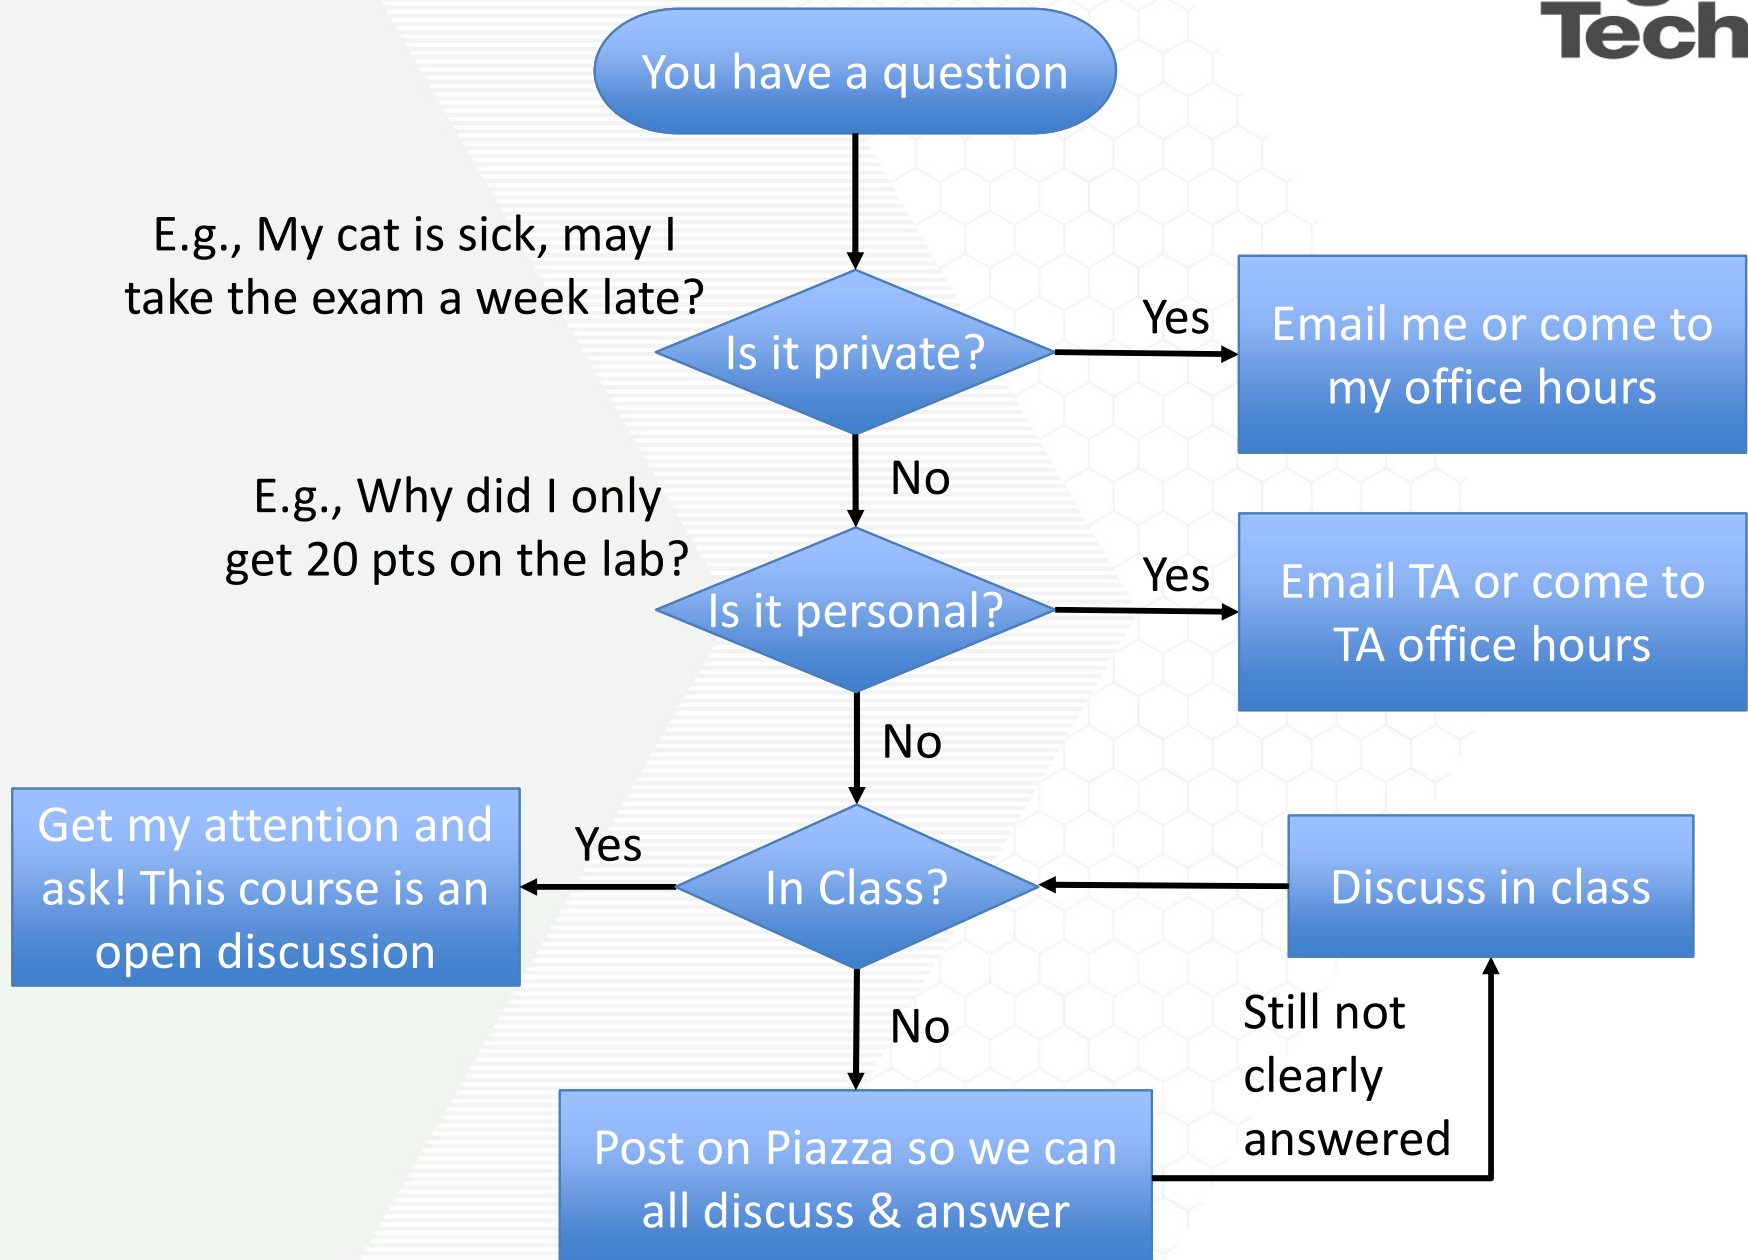 Tech
You have a question
E.g., My cat is sick, may I
take the exam a week late?
Is it private?
Yes
Email me or come to
my office hours
No
E.g., Why did I only
get 20 pts on the lab?
Is it personal?
Yes
Email TA or come to
TA office hours
No
Get my attention and
ask! This course is an
open discussion
Yes
In Class?
Discuss in class
No
Still not
clearly
answered
Post on Piazza so we can
all discuss & answer